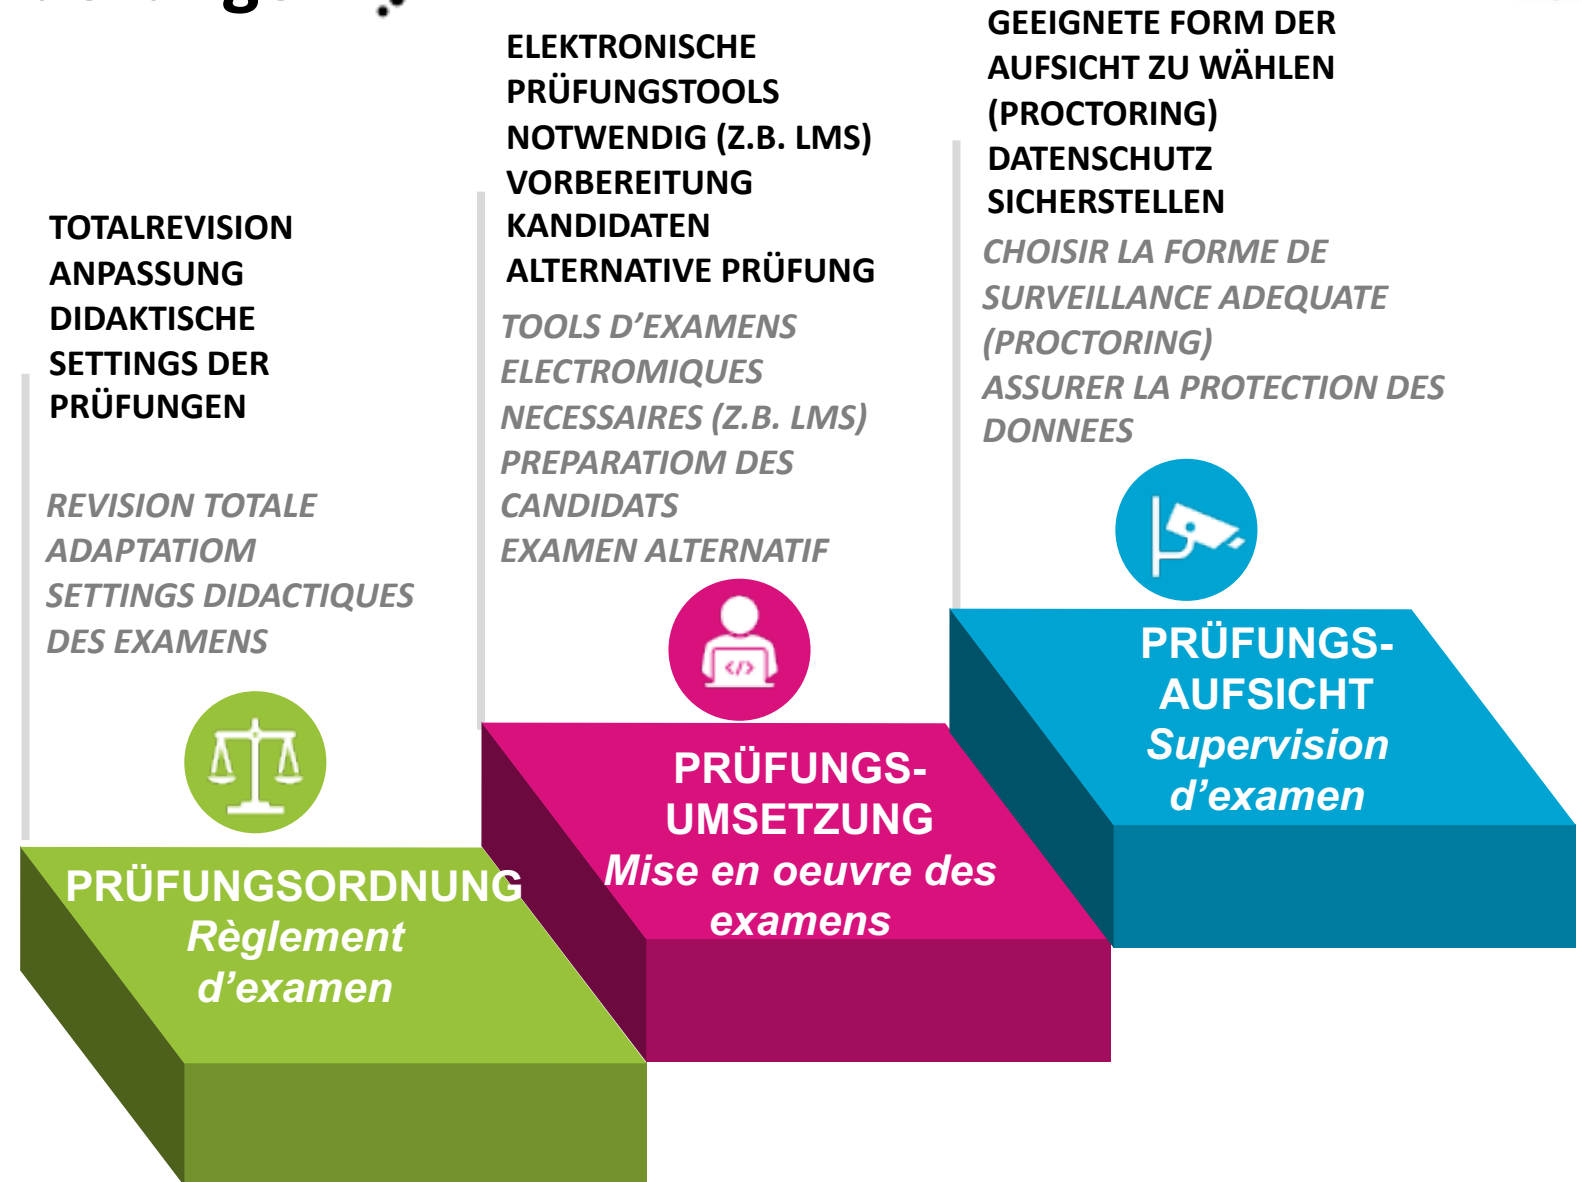 TOTALREVISION
ANPASSUNG
DIDAKTISCHE
SETTINGS DER
PRÜFUNGEN
REVISION TOTALE
ADAPTATIOM
SETTINGS DIDACTIQUES
DES EXAMENS
PRÜFUNGSORDNUNG
Règlement
d'examen
ELEKTRONISCHE
PRÜFUNGSTOOLS
NOTWENDIG (Z.B. LMS)
VORBEREITUNG
KANDIDATEN
ALTERNATIVE PRÜFUNG
TOOLS D'EXAMENS
ELECTROMIQUES
NECESSAIRES (Z.B. LMS)
PREPARATIOM DES
CANDIDATS
EXAMEN ALTERNATIF
</>
PRÜFUNGS-
UMSETZUNG
Mise en oeuvre des
examens
GEEIGNETE FORM DER
AUFSICHT ZU WÄHLEN
(PROCTORING)
DATENSCHUTZ
SICHERSTELLEN
CHOISIR LA FORME DE
SURVEILLANCE ADEQUATE
(PROCTORING)
ASSURER LA PROTECTION DES
DONNEES
PRÜFUNGS-
AUFSICHT
Supervision
d'examen